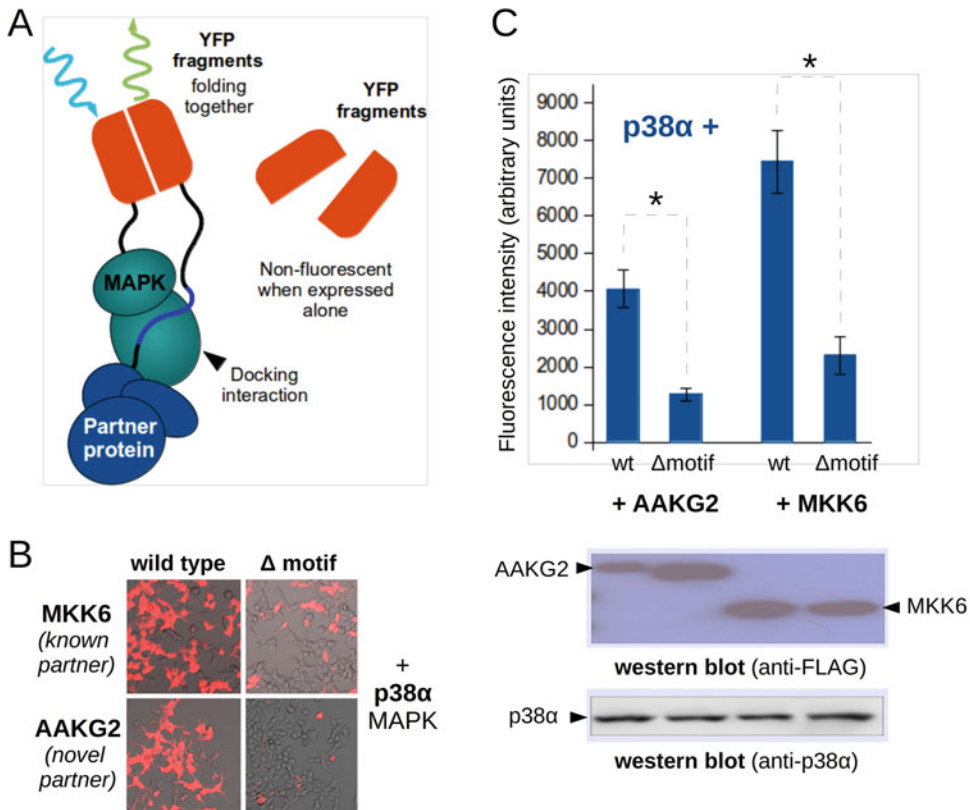 A
YFP
fragments
folding
together
YFP
fragments
MAPK
Non-fluorescent
when expressed
alone
Docking
interaction
Partner
protein
B
wild type
Δ motif
MKK6
(known
partner)
AAKG2
(novel
partner)
+
p38α
MAPK
C
Fluorescence intensity (arbitrary units)
9000
8000
7000
6000
5000
4000
3000
2000
1000
0
p38α +
*
*
wt
Δmotif
wt
Δmotif
+ AAKG2
+ MKK6
AAKG2
MKK6
western blot (anti-FLAG)
p38α
western blot (anti-p38α)